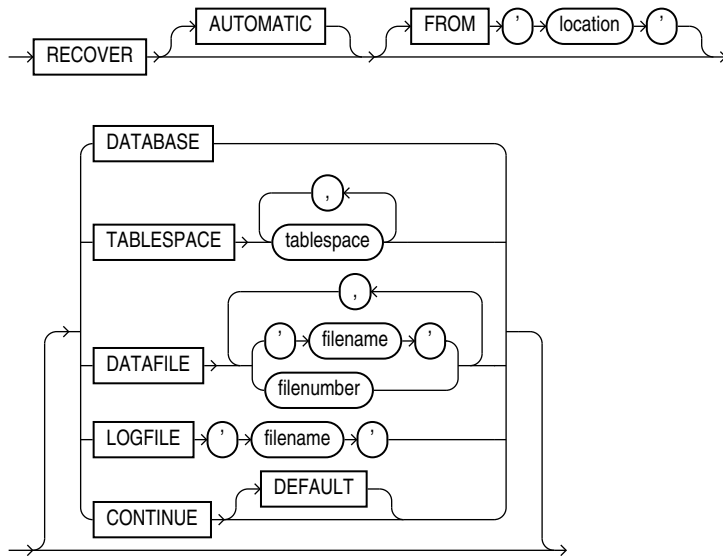 AUTOMATIC
FROM ' location '
RECOVER
DATABASE
,
TABLESPACE tablespace
,
' filename '
DATAFILE
filenumber
LOGFILE ' filename '
DEFAULT
CONTINUE